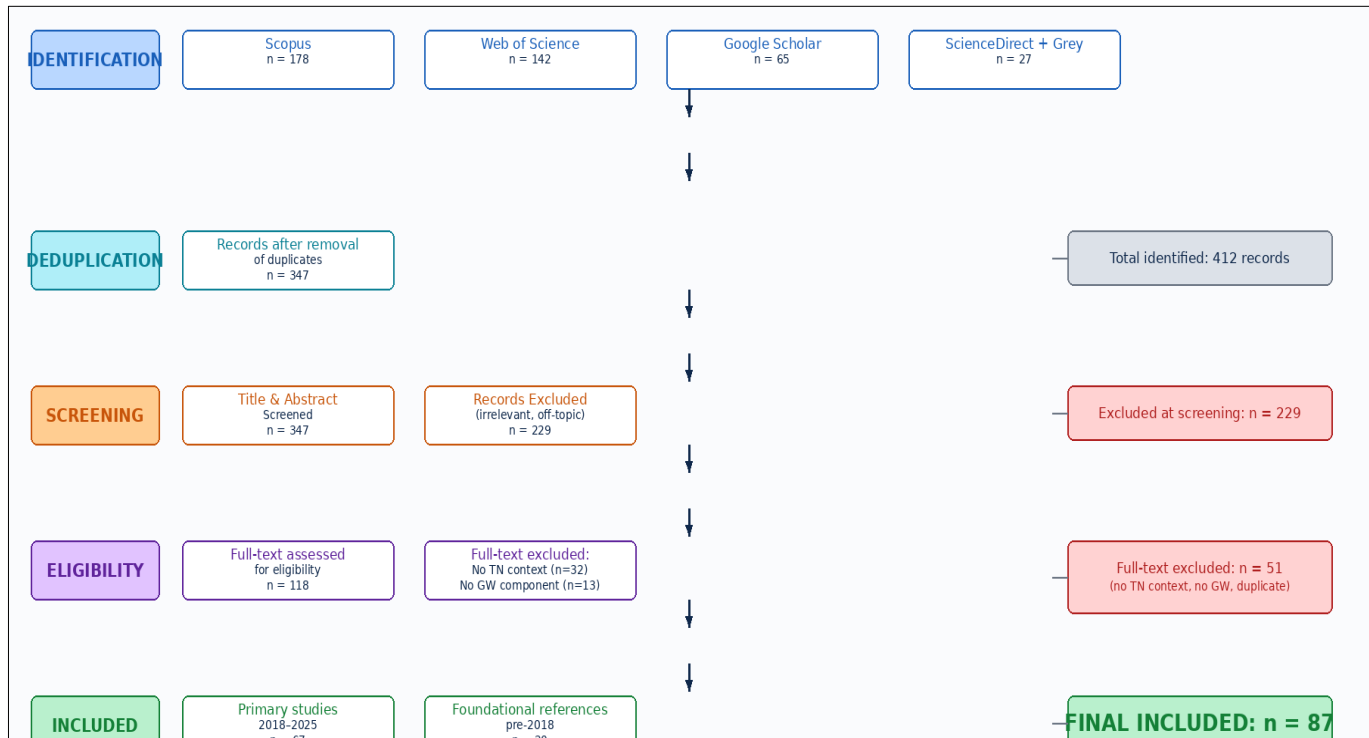 IDENTIFICATION
Scopus
n = 178
Web of Science
n = 142
Google Scholar
n = 65
ScienceDirect + Grey
n = 27
DEDUPLICATION
Records after removal
of duplicates
n = 347
Total identified: 412 records
SCREENING
Title & Abstract
Screened
n = 347
Records Excluded
(irrelevant, off-topic)
n = 229
Excluded at screening: n = 229
ELIGIBILITY
Full-text assessed
for eligibility
n = 118
Full-text excluded:
No TN context (n=32)
No GW component (n=13)
Full-text excluded: n = 51
(no TN context, no GW, duplicate)
INCLUDED
Primary studies
2018–2025
Foundational references
pre-2018
FINAL INCLUDED: n = 87